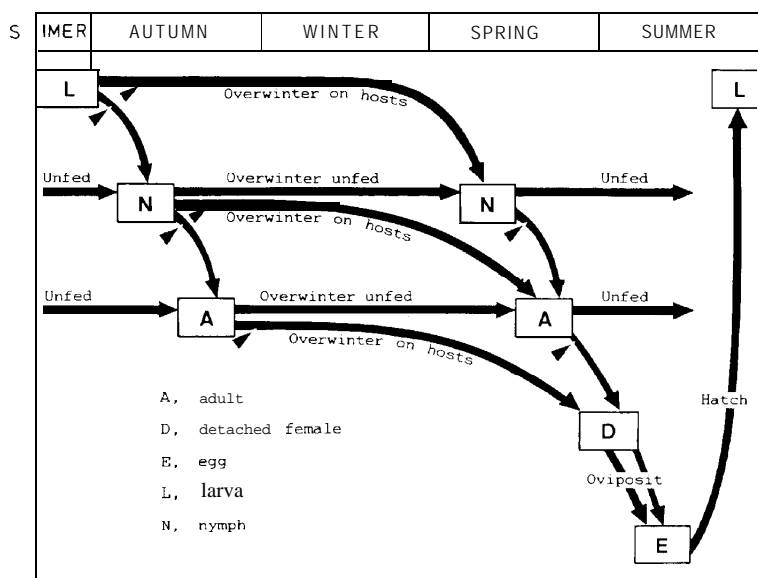 S IMER AUTUMN WINTER SPRING SUMMER
L L
Overwinter on hosts
Unfed Overwinter unfed Unfed
N N
Overwinter on hosts
Unfed Overwinter unfed Unfed
A A
Overwinter on hosts
A, adult
Hatch
D, detached female
D
E, egg
Oviposit
L, larva
N, nymph
E